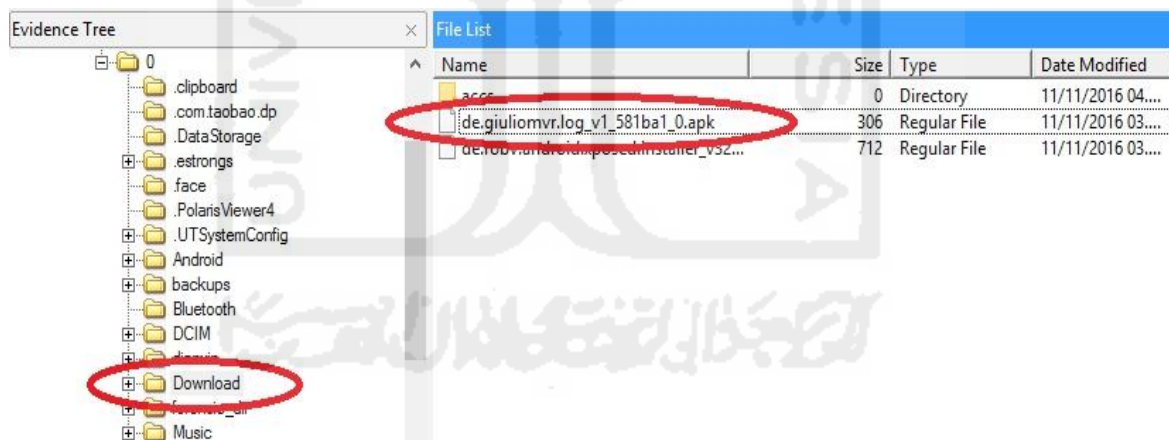 Evidence Tree
0
.clipboard
.com.taobao.dp
.DataStorage
.estrongs
.face
.PolarisViewer4
.UTSystemConfig
Android
backups
Bluetooth
DCIM
Download
Music
File List
Name Size Type Date Modified
accs 0 Directory 11/11/2016 04....
de.giuliomvr.log_v1_581ba1_0.apk 306 Regular File 11/11/2016 03....
712 Regular File 11/11/2016 03....